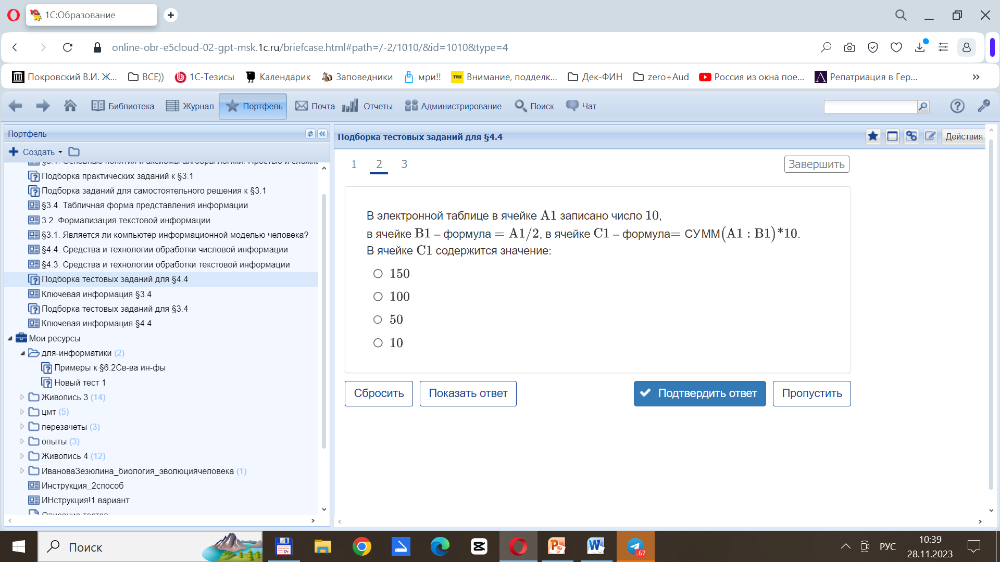 1С:Образование
online-obr-e5cloud-02-gpt-msk.1c.ru/briefcase.html#path=/-2/1010/&id=1010&type=4
Покровский В.И. Ж...
ВСЕ))
1С-Тезисы
Календарик
Заповедники
мри!!
TRX
Внимание, подделк...
Дек-ФИН
zero+Aud
Россия из окна пое...
Репатриация в Гер...
Библиотека
Журнал
Портфель
Почта
Отчеты
Администрирование
Поиск
Чат
Портфель
Создать
Подборка практических заданий к §3.1
Подборка заданий для самостоятельного решения к §3.1
§3.4. Табличная форма представления информации
3.2. Формализация текстовой информации
§3.1. Является ли компьютер информационной моделью человека?
§4.4. Средства и технологии обработки числовой информации
§4.3. Средства и технологии обработки текстовой информации
Подборка тестовых заданий для §4.4
Ключевая информация §3.4
Подборка тестовых заданий для §3.4
Ключевая информация §4.4
Мои ресурсы
для-информатики (2)
Примеры к §6.2Св-ва ин-фы
Новый тест 1
Живопись 3 (14)
цмт (5)
перезачеты (3)
опыты (3)
Живопись 4 (12)
ИвановаЗезюлина_биология_эволюциячеловека (1)
Инструкция_2способ
ИНструкция!1 вариант
Подборка тестовых заданий для §4.4
Действия
1 2 3
Завершить
В электронной таблице в ячейке A1 записано число 10,
в ячейке B1 – формула = A1/2, в ячейке C1 – формула= СУММ(A1 : B1)*10.
В ячейке C1 содержится значение:
150
100
50
10
Сбросить
Показать ответ
Подтвердить ответ
Пропустить
Поиск
64
..67
РУС
10:39
28.11.2023